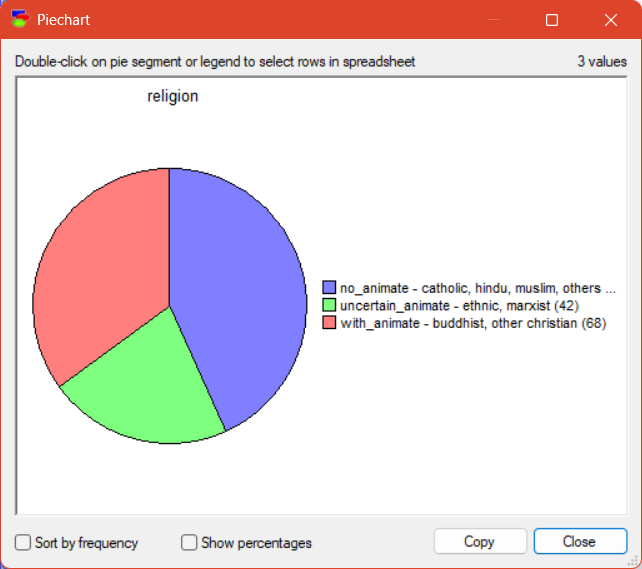 Piechart
Double-click on pie segment or legend to select rows in spreadsheet 3 values
religion
no_animate - catholic, hindu, muslim, others ...
uncertain_animate - ethnic, marxist (42)
with_animate - buddhist, other christian (68)
Sort by frequency Show percentages Copy Close